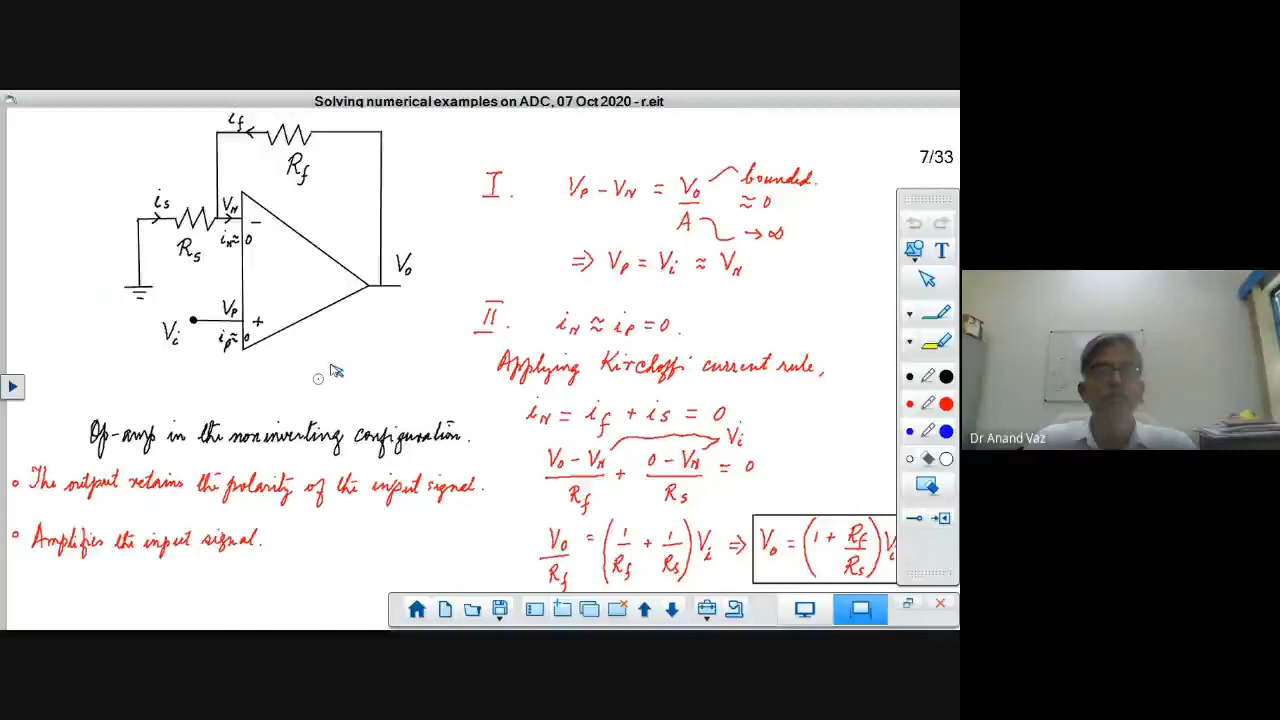 Solving numerical examples on ADC, 07 Oct 2020 - r.eit
7/33
i_f
R_f
i_s
R_s
V_N
−
i_N ≈ 0
V_o
V_P
+
i_P ≈ 0
V_i
Op-amp in the noninverting configuration.
• The output retains the polarity of the input signal.
• Amplifies the input signal.
I. V_P − V_N = V_o / A ≈ 0
bounded.
→ ∞
⇒ V_P = V_i ≈ V_N
II. i_N ≈ i_P = 0.
Applying Kirchoff's current rule,
i_N = i_f + i_s = 0
V_i
(V_o − V_N) / R_f + (0 − V_N) / R_s = 0
V_o / R_f = (1/R_f + 1/R_s) V_i ⇒ V_o = (1 + R_f/R_s) V_i
T
Dr Anand Vaz